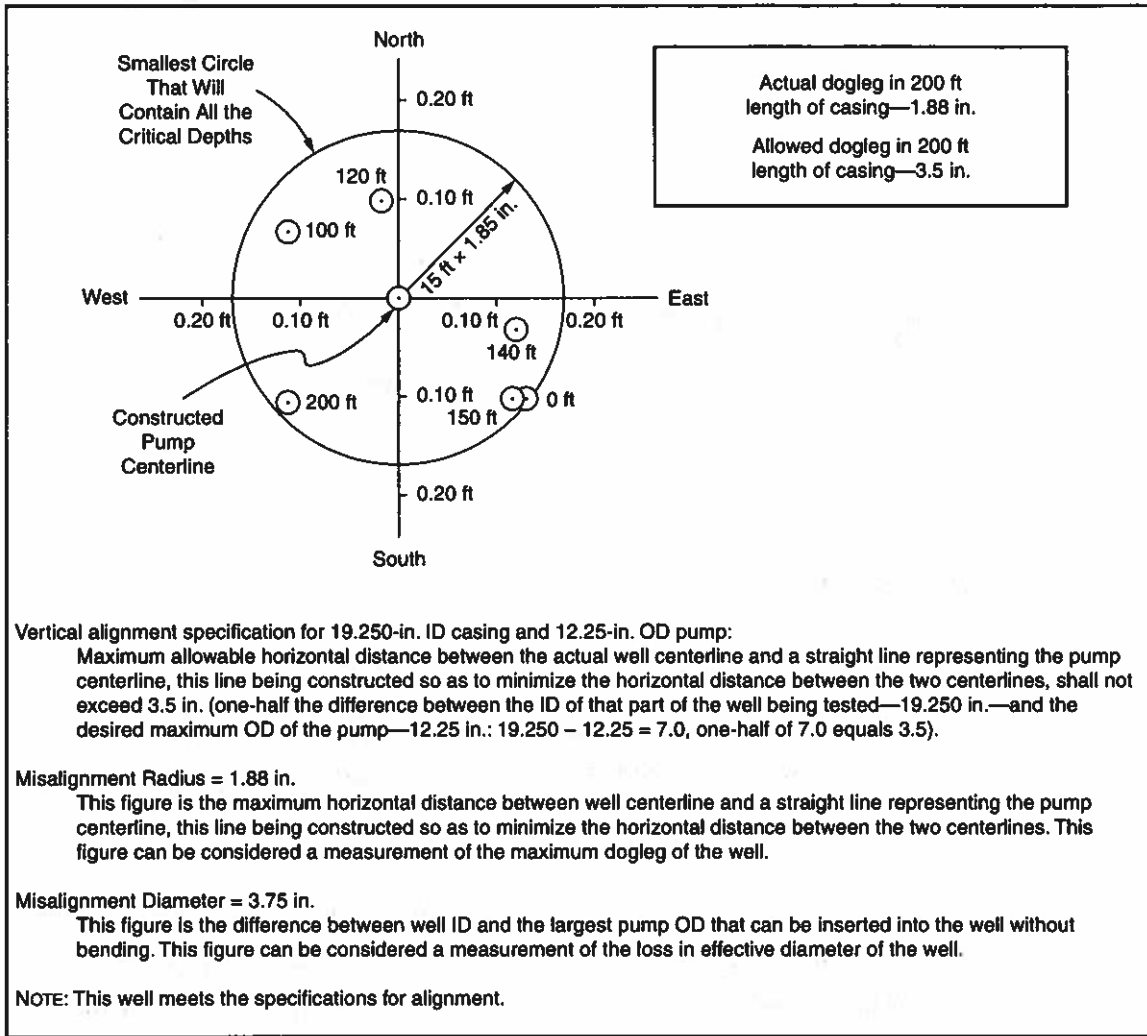 North
Smallest Circle
That Will
Contain All the
Critical Depths
0.20 ft
120 ft
0.10 ft
100 ft
15 ft × 1.85 in.
West
East
0.20 ft
0.10 ft
0.10 ft
0.20 ft
140 ft
200 ft
0.10 ft
150 ft
0 ft
Constructed
Pump
Centerline
0.20 ft
South
Actual dogleg in 200 ft
length of casing—1.88 in.
Allowed dogleg in 200 ft
length of casing—3.5 in.
Vertical alignment specification for 19.250-in. ID casing and 12.25-in. OD pump:
Maximum allowable horizontal distance between the actual well centerline and a straight line representing the pump
centerline, this line being constructed so as to minimize the horizontal distance between the two centerlines, shall not
exceed 3.5 in. (one-half the difference between the ID of that part of the well being tested—19.250 in.—and the
desired maximum OD of the pump—12.25 in.: 19.250 – 12.25 = 7.0, one-half of 7.0 equals 3.5).
Misalignment Radius = 1.88 in.
This figure is the maximum horizontal distance between well centerline and a straight line representing the pump
centerline, this line being constructed so as to minimize the horizontal distance between the two centerlines. This
figure can be considered a measurement of the maximum dogleg of the well.
Misalignment Diameter = 3.75 in.
This figure is the difference between well ID and the largest pump OD that can be inserted into the well without
bending. This figure can be considered a measurement of the loss in effective diameter of the well.
NOTE: This well meets the specifications for alignment.